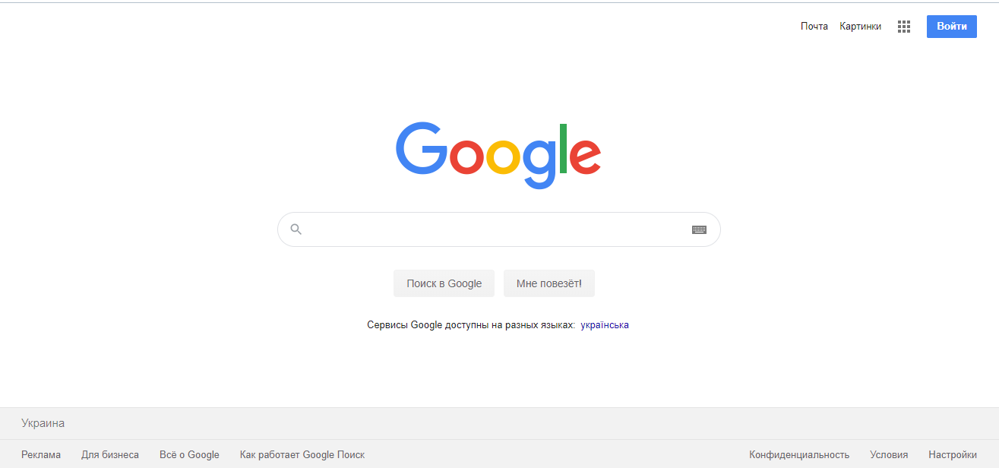 Почта Картинки Войти
Google
Поиск в Google Мне повезёт!
Сервисы Google доступны на разных языках: українська
Украина
Реклама Для бизнеса Всё о Google Как работает Google Поиск Конфиденциальность Условия Настройки